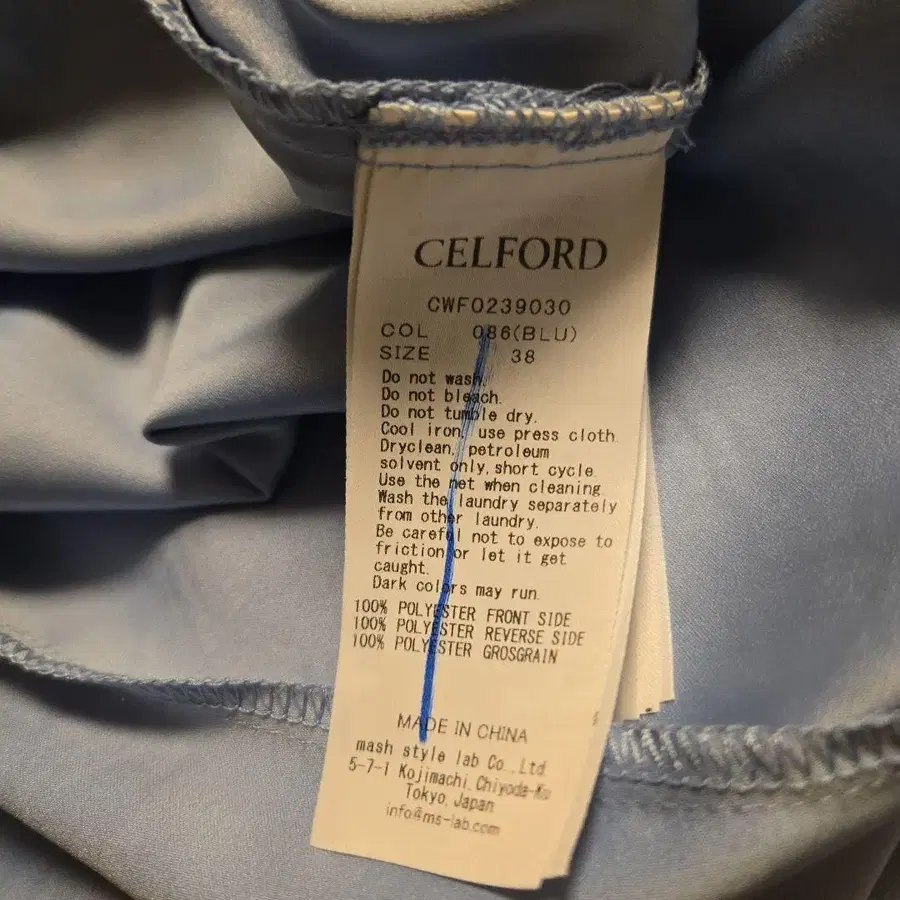 CELFORD
CWF0239030
COL 086(BLU)
SIZE 38
Do not wash.
Do not bleach.
Do not tumble dry.
Cool iron, use press cloth.
Dryclean, petroleum
solvent only, short cycle.
Use the net when cleaning.
Wash the laundry separately
from other laundry.
Be careful not to expose to
friction or let it get
caught.
Dark colors may run.
100% POLYESTER FRONT SIDE
100% POLYESTER REVERSE SIDE
100% POLYESTER GROSGRAIN
MADE IN CHINA
mash style lab Co.,Ltd.
5-7-1 Kojimachi, Chiyoda-Ku
Tokyo, Japan
info@ms-lab.com